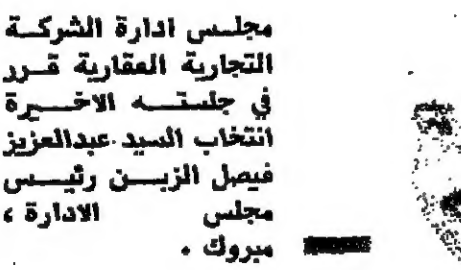 مجلس ادارة الشركة
التجارية العقارية قرر
في جلسته الاخيرة
انتخاب السيد عبدالعزيز
فيصل الزبن رئيس
مجلس الادارة ،
مبروك .